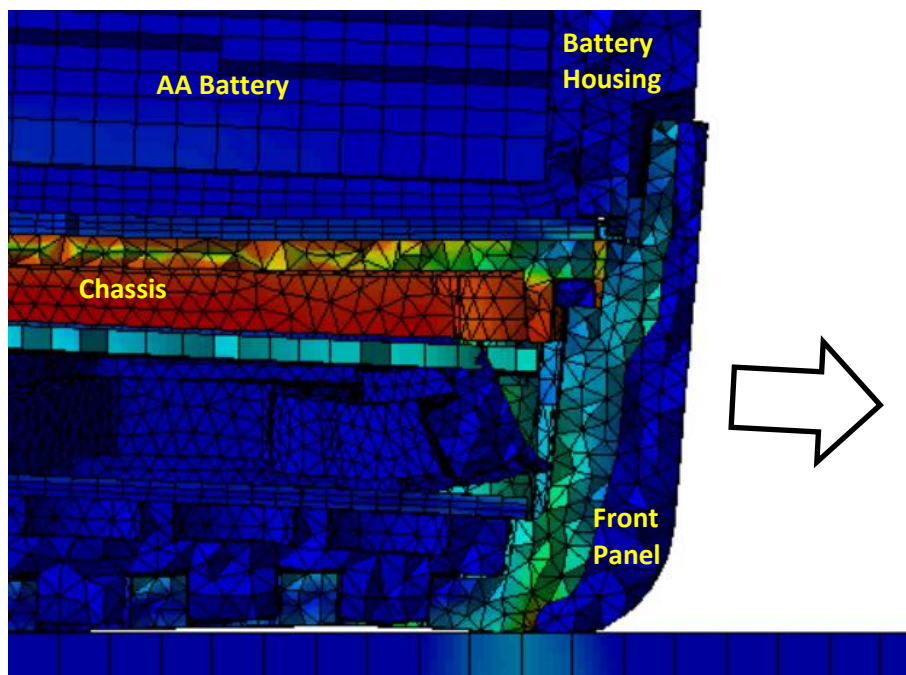 Battery
Housing
AA Battery
Chassis
Front
Panel